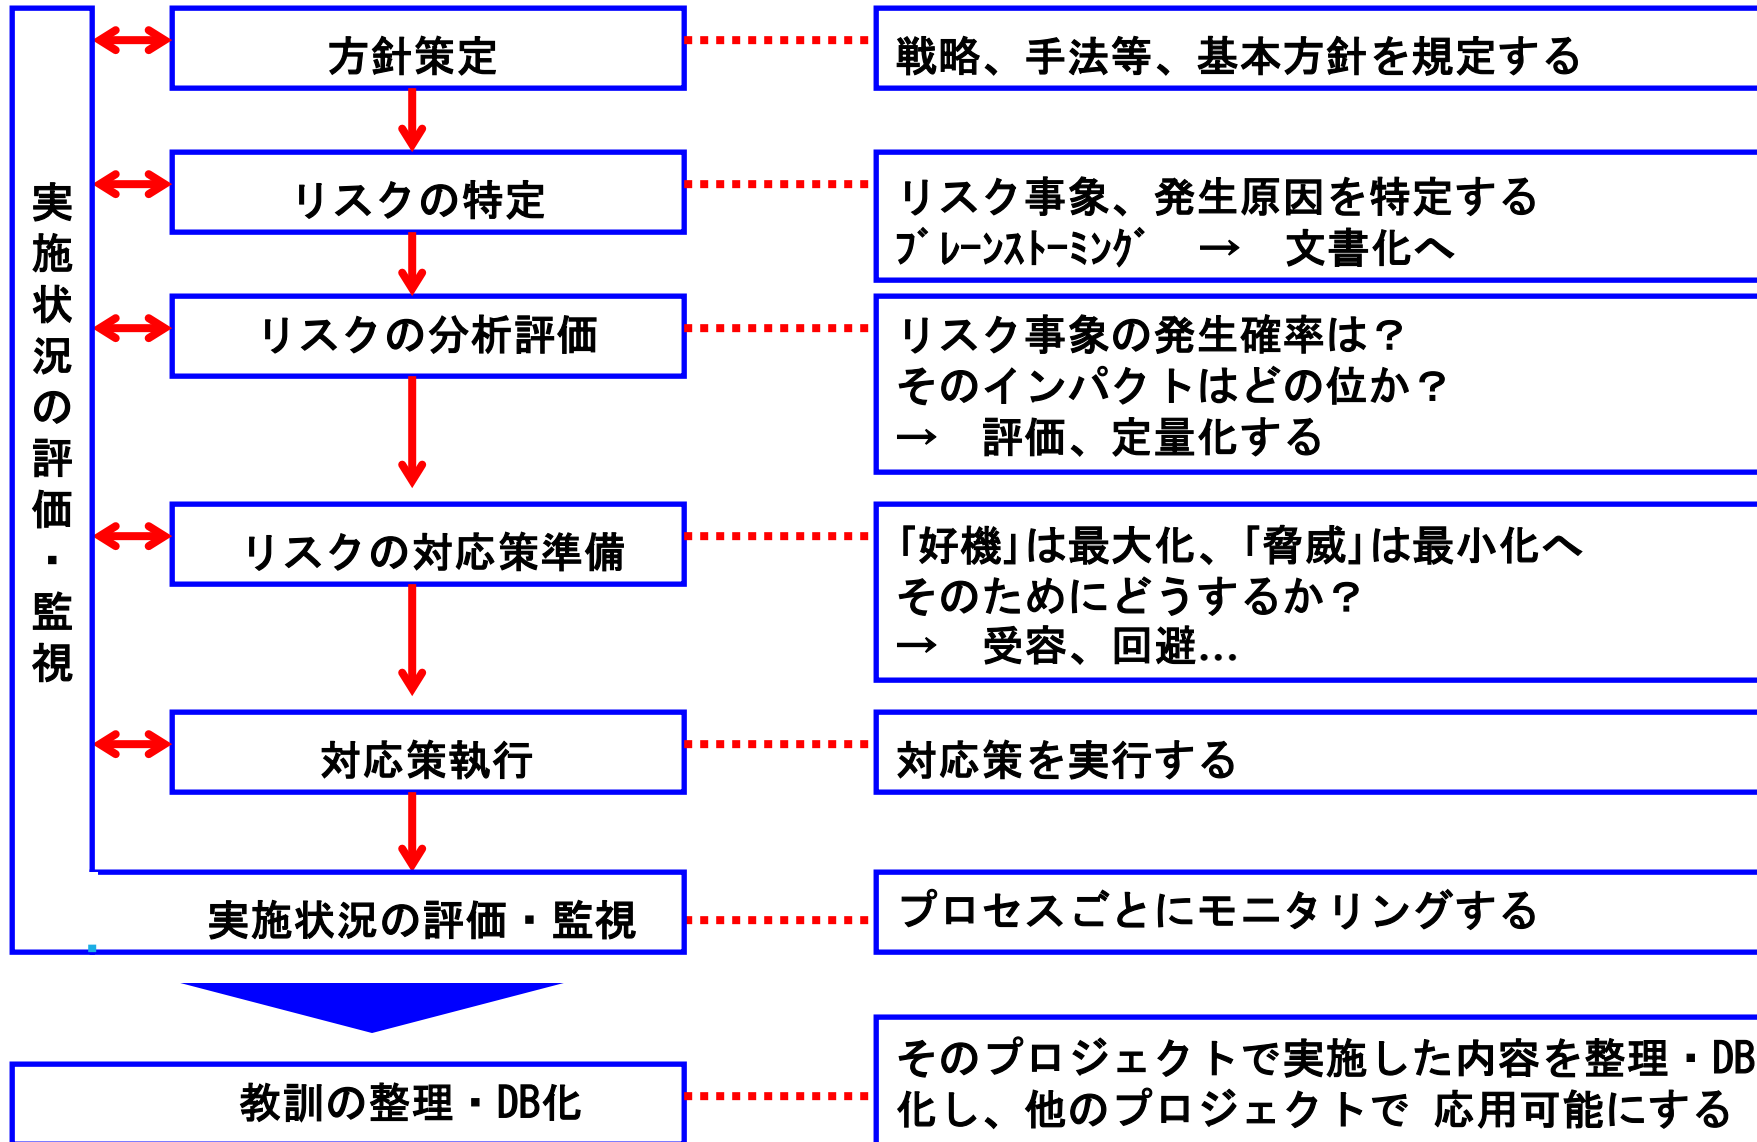 方針策定
戦略、手法等、基本方針を規定する
リスクの特定
リスク事象、発生原因を特定する
ﾌﾞﾚｰﾝｽﾄｰﾐﾝｸﾞ → 文書化へ
リスクの分析評価
リスク事象の発生確率は？
そのインパクトはどの位か？
→ 評価、定量化する
リスクの対応策準備
「好機」は最大化、「脅威」は最小化へ
そのためにどうするか？
→ 受容、回避…
対応策執行
対応策を実行する
実施状況の評価・監視
実施状況の評価・監視
プロセスごとにモニタリングする
教訓の整理・DB化
そのプロジェクトで実施した内容を整理・DB
化し、他のプロジェクトで 応用可能にする